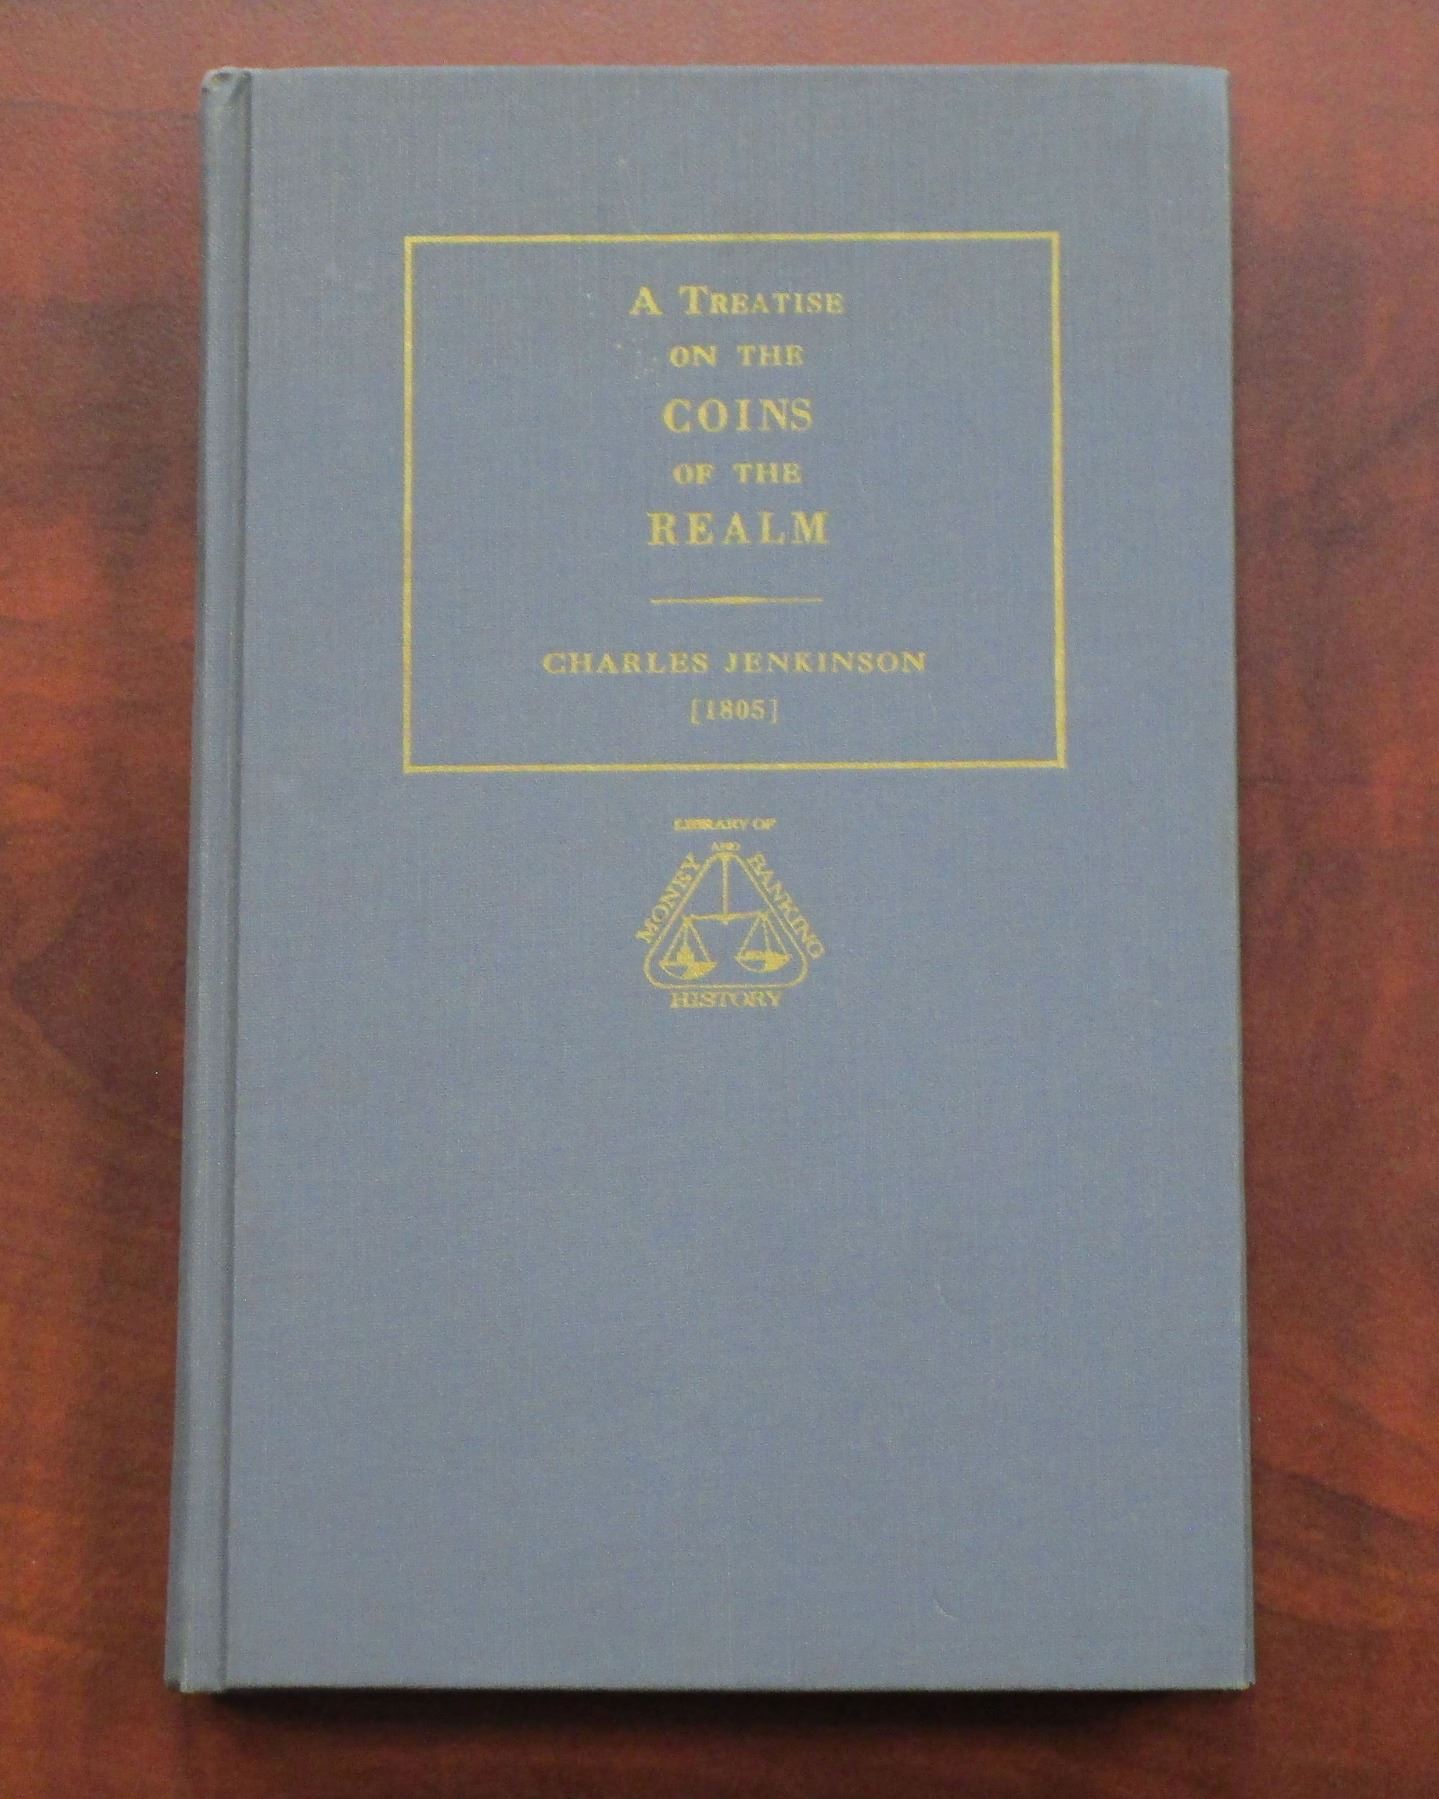 A TREATISE
ON THE
COINS
OF THE
REALM
CHARLES JENKINSON
[1805]
LIBRARY OF
AND
MONEY
BANKING
HISTORY